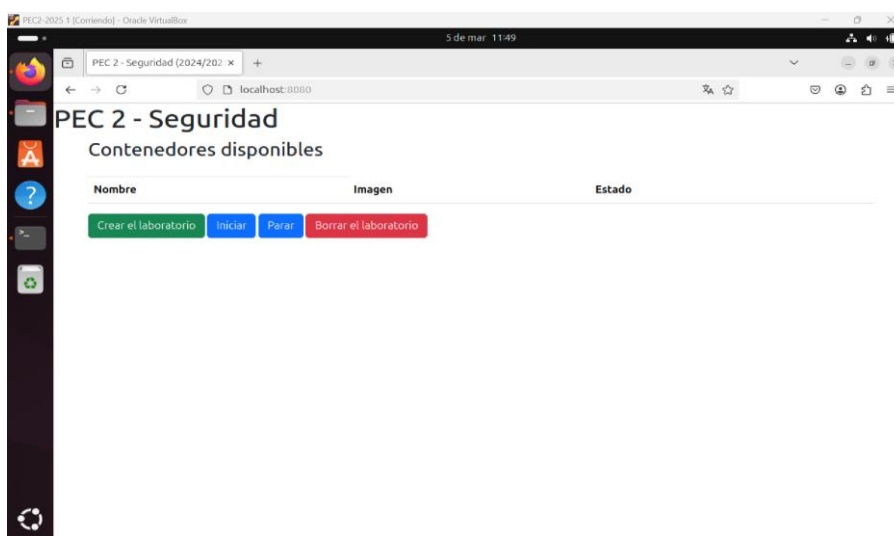 PEC2-2025 1 [Corriendo] - Oracle VirtualBox
5 de mar 11:49
PEC 2 - Seguridad (2024/202
localhost:8080
PEC 2 - Seguridad
Contenedores disponibles
Nombre Imagen Estado
Crear el laboratorio Iniciar Parar Borrar el laboratorio